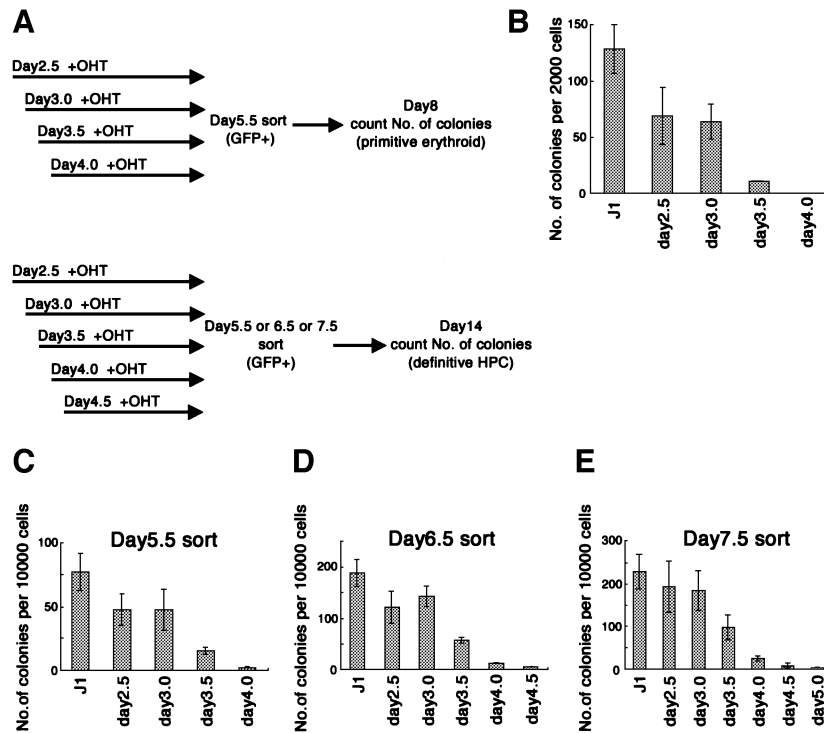 A
Day2.5 +OHT
Day3.0 +OHT
Day3.5 +OHT
Day4.0 +OHT
Day5.5 sort
(GFP+)
Day8
count No. of colonies
(primitive erythroid)
Day2.5 +OHT
Day3.0 +OHT
Day3.5 +OHT
Day4.0 +OHT
Day4.5 +OHT
Day5.5 or 6.5 or 7.5
sort
(GFP+)
Day14
count No. of colonies
(definitive HPC)
B
No. of colonies per 2000 cells
150
100
50
0
J1
day2.5
day3.0
day3.5
day4.0
C
Day5.5 sort
No. of colonies per 10000 cells
100
50
0
J1
day2.5
day3.0
day3.5
day4.0
D
Day6.5 sort
No. of colonies per 10000 cells
200
100
0
J1
day2.5
day3.0
day3.5
day4.0
day4.5
E
Day7.5 sort
No. of colonies per 10000 cells
300
200
100
0
J1
day2.5
day3.0
day3.5
day4.0
day4.5
day5.0